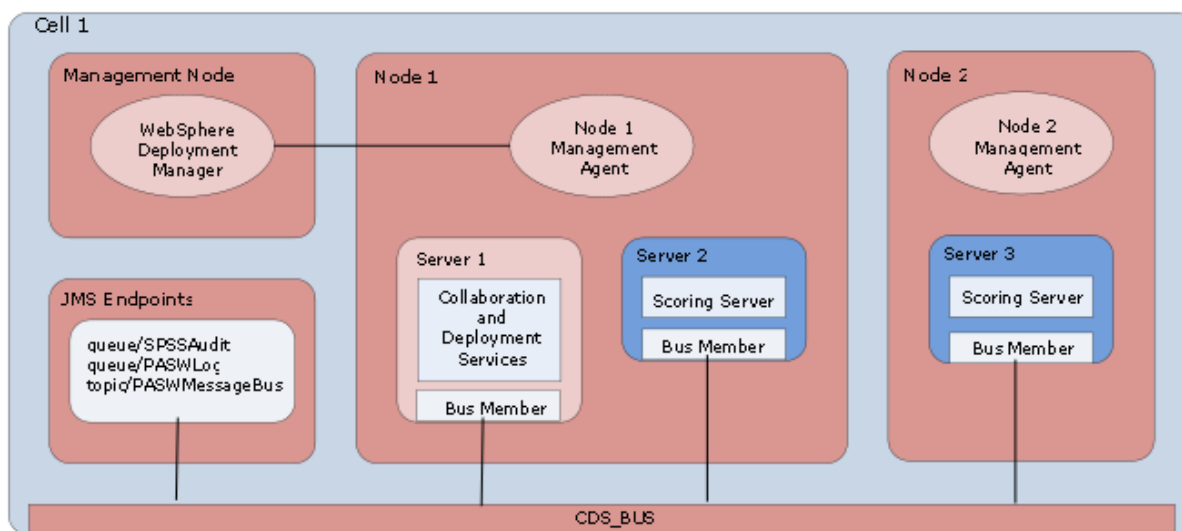 Cell 1
Management Node
WebSphere
Deployment
Manager
Node 1
Node 1
Management
Agent
Node 2
Node 2
Management
Agent
JMS Endpoints
queue/SPSSAudit
queue/PASWLog
topic/PASWMessageBus
Server 1
Collaboration
and
Deployment
Services
Bus Member
Server 2
Scoring Server
Bus Member
Server 3
Scoring Server
Bus Member
CDS_BUS